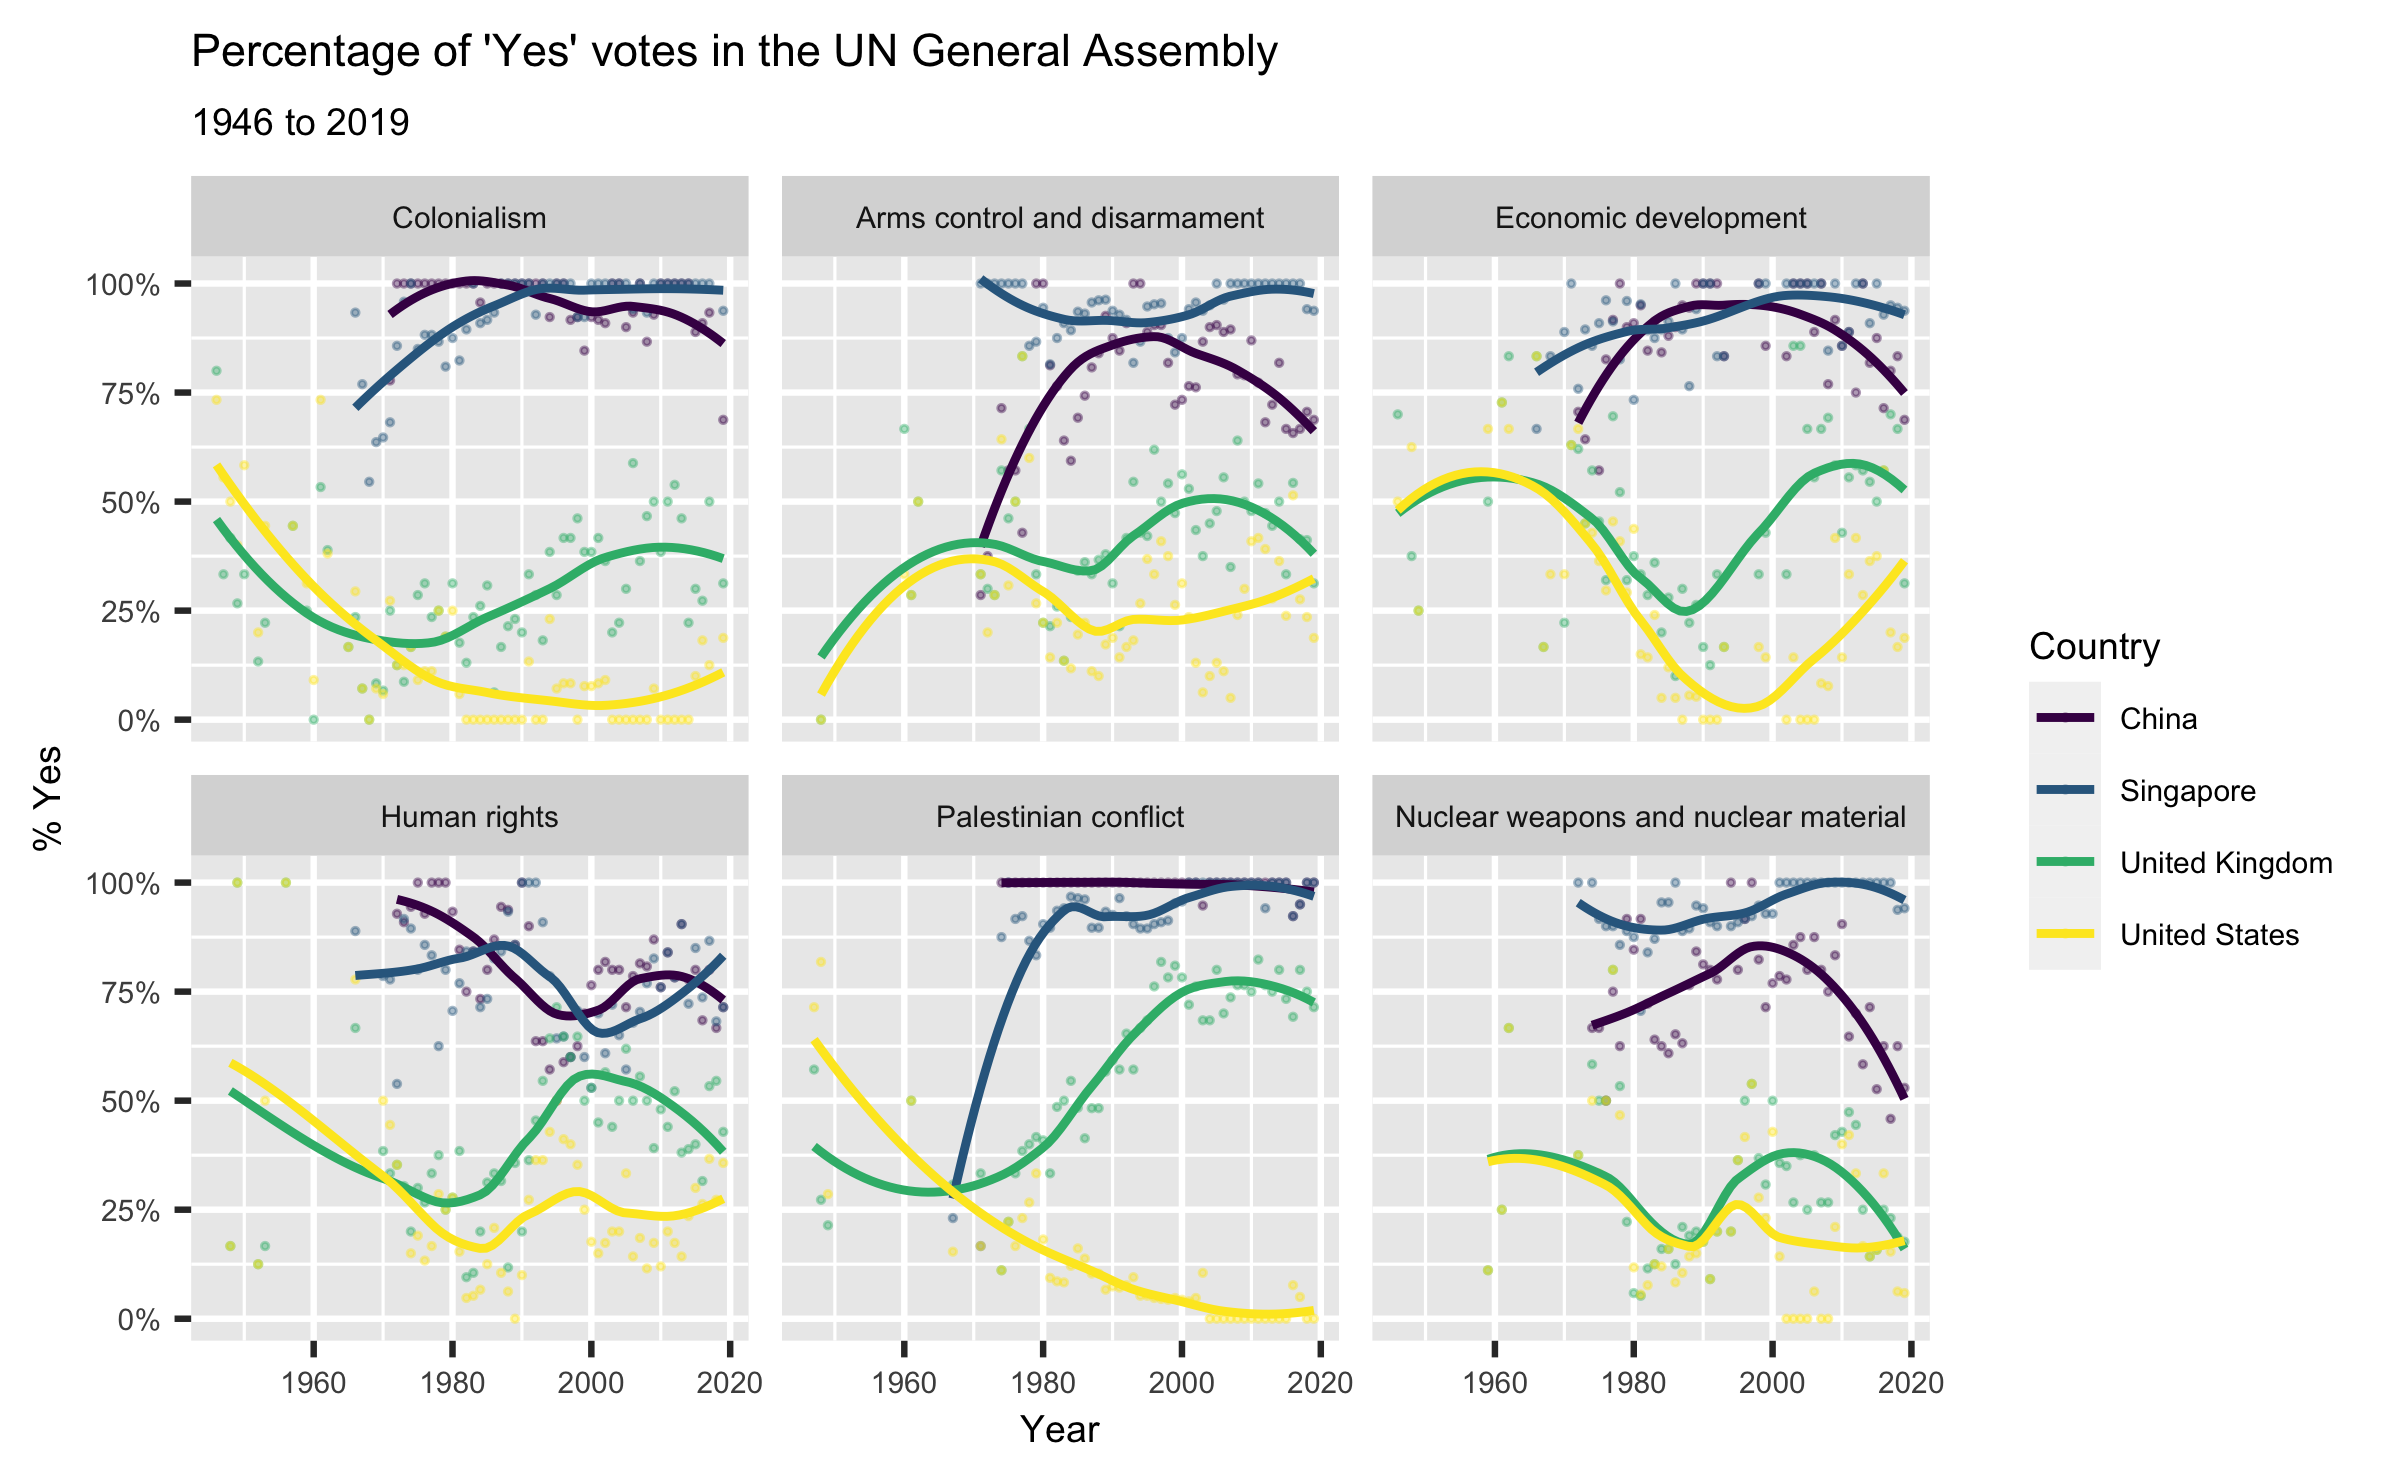 Percentage of 'Yes' votes in the UN General Assembly
1946 to 2019
Colonialism
Arms control and disarmament
Economic development
100%
75%
50%
25%
0%
Human rights
Palestinian conflict
Nuclear weapons and nuclear material
100%
75%
50%
25%
0%
1960 1980 2000 2020
1960 1980 2000 2020
1960 1980 2000 2020
Year
% Yes
Country
China
Singapore
United Kingdom
United States